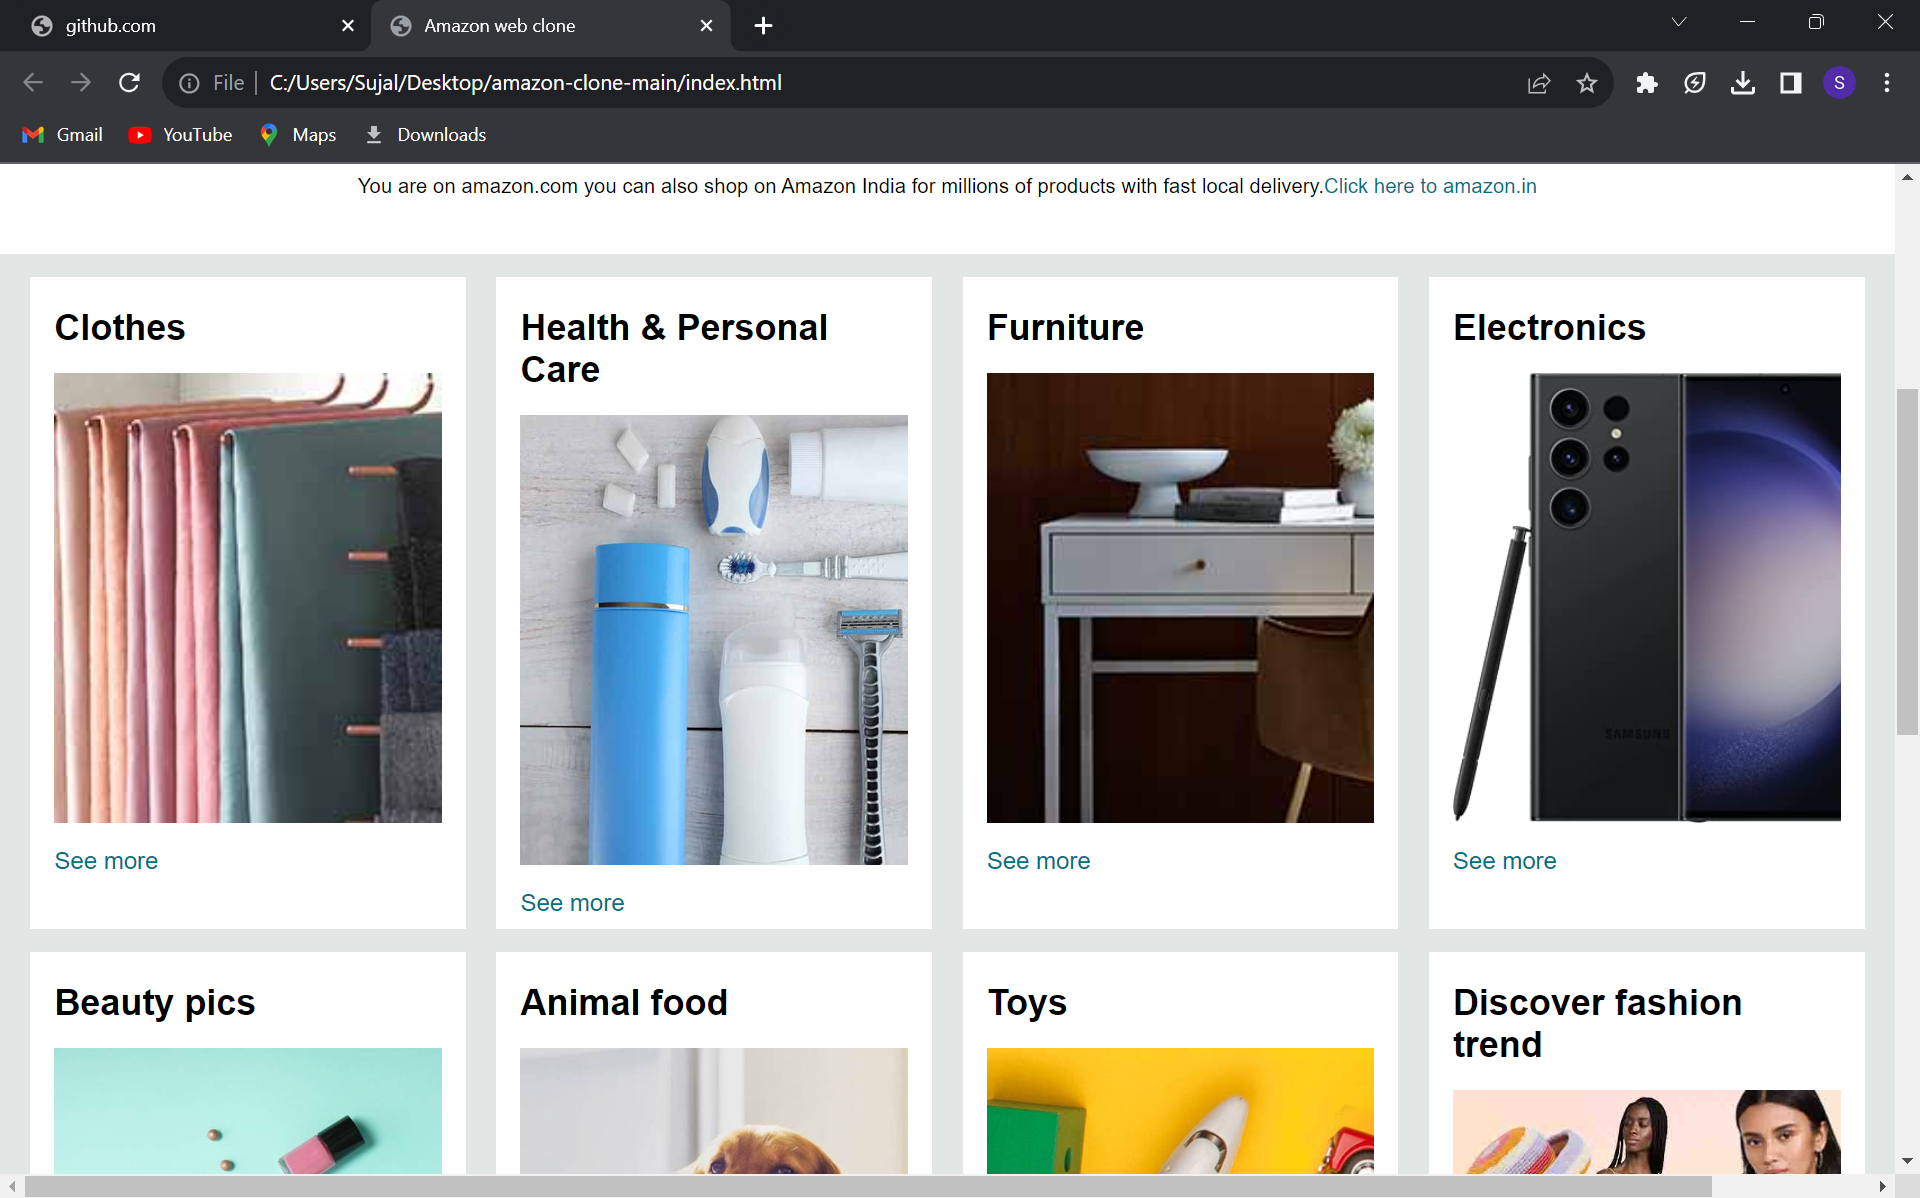 github.com
Amazon web clone
File
C:/Users/Sujal/Desktop/amazon-clone-main/index.html
S
Gmail
YouTube
Maps
Downloads
You are on amazon.com you can also shop on Amazon India for millions of products with fast local delivery.Click here to amazon.in
Clothes
Health & Personal
Care
Furniture
Electronics
SAMSUNG
See more
See more
See more
See more
Beauty pics
Animal food
Toys
Discover fashion
trend